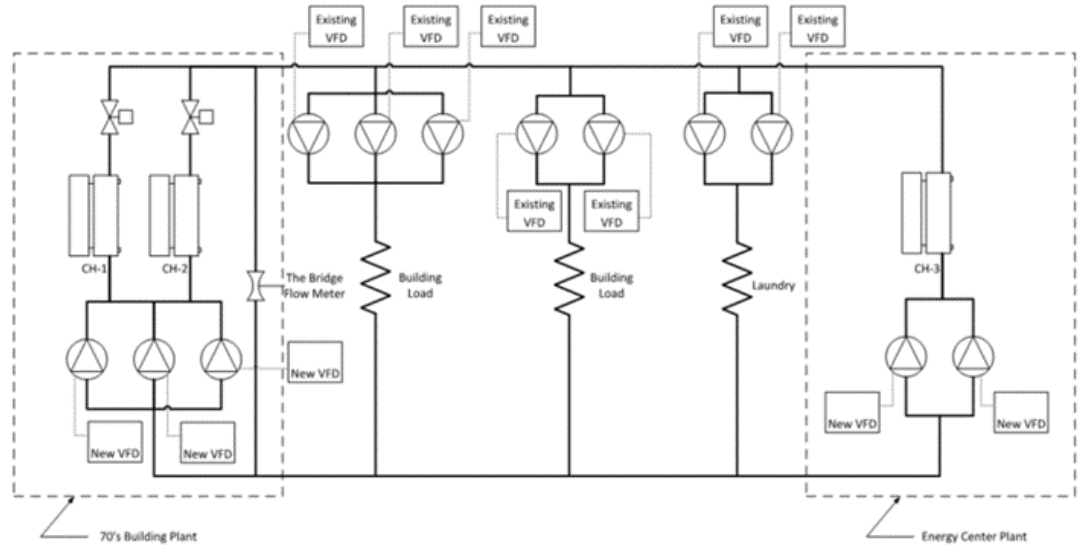 Existing
VFD
Existing
VFD
Existing
VFD
Existing
VFD
Existing
VFD
Existing
VFD
Existing
VFD
CH-1
CH-2
The Bridge
Flow Meter
Building
Load
Building
Load
Laundry
CH-3
New VFD
New VFD
New VFD
New VFD
New VFD
70's Building Plant
Energy Center Plant